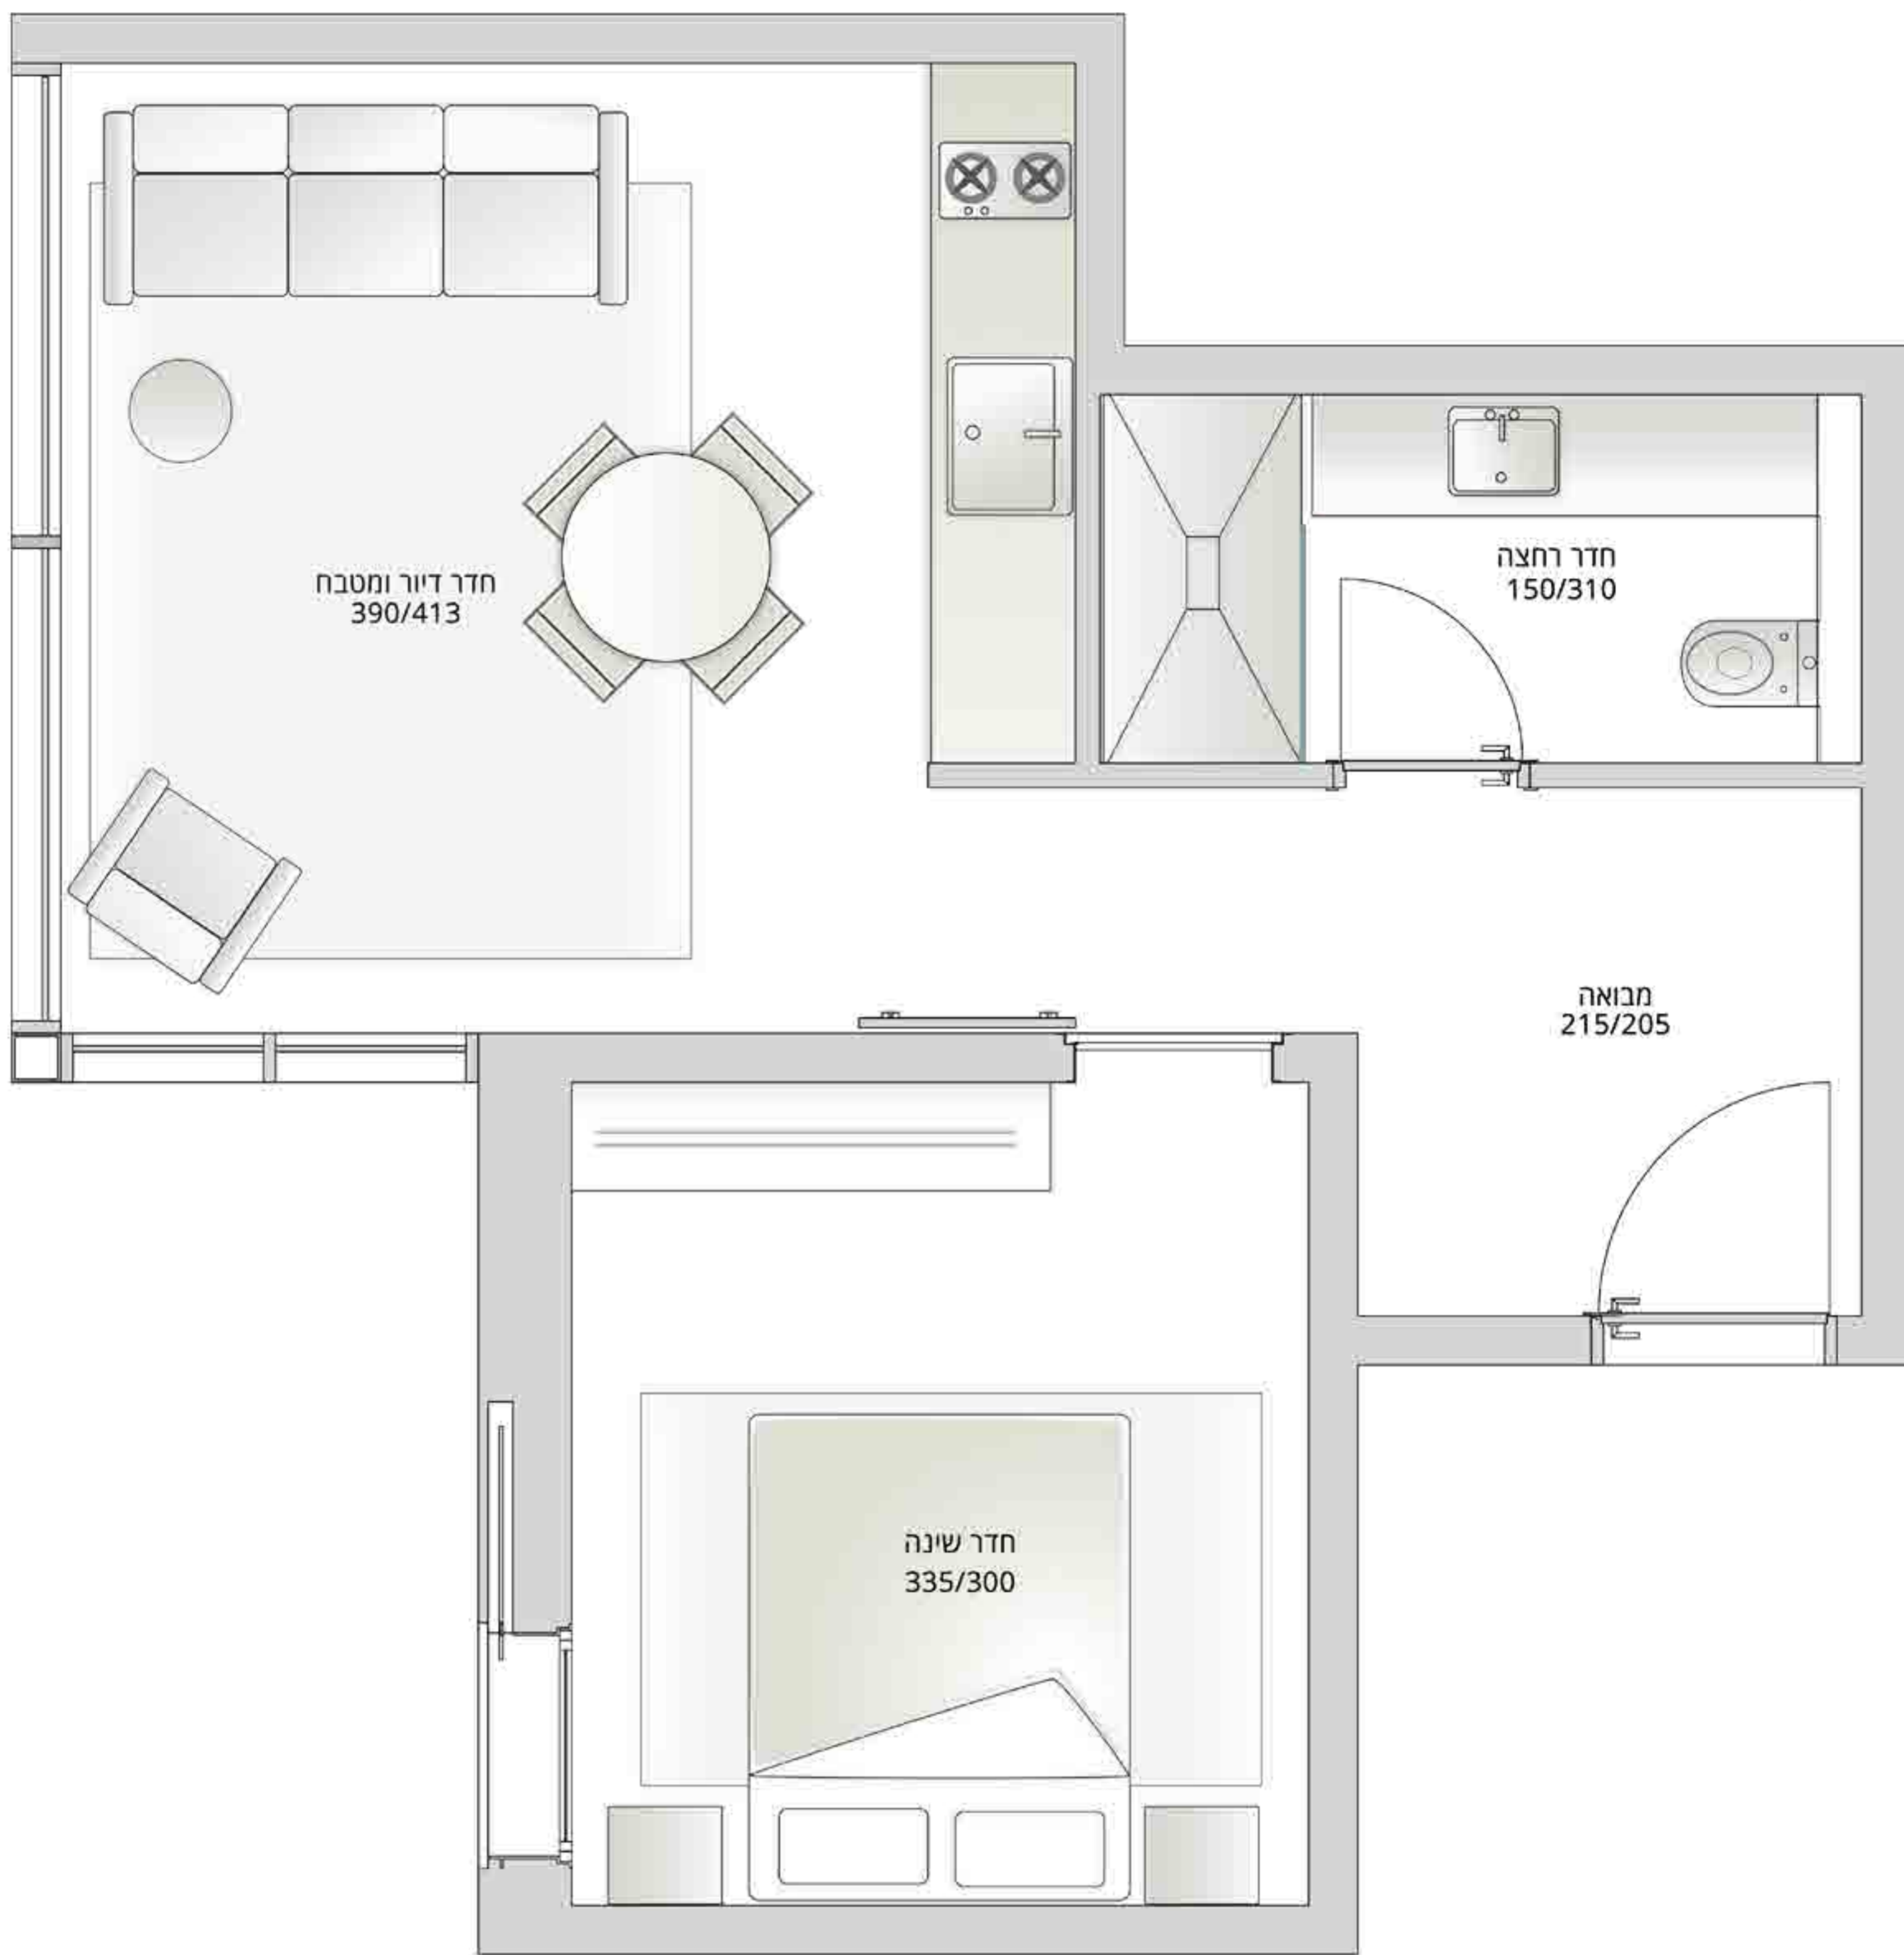 חדר דיור ומטבח
390/413
חדר רחצה
150/310
מבואה
215/205
חדר שינה
335/300